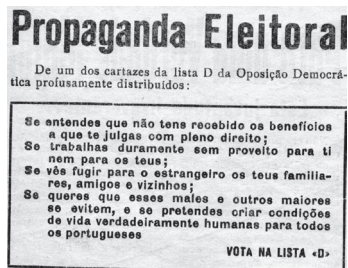 Propaganda Eleitoral
De um dos cartazes da lista D da Oposição Democrá-
tica profusamente distribuídos:
Se entendes que não tens recebido os benefícios
a que te julgas com pleno direito;
Se trabalhas duramente sem proveito para ti
nem para os teus;
Se vês fugir para o estrangeiro os teus familia-
res, amigos e vizinhos;
Se queres que esses males e outros maiores
se evitem, e se pretendes criar condições
de vida verdadeiramente humanas para todos
os portugueses
VOTA NA LISTA «D»